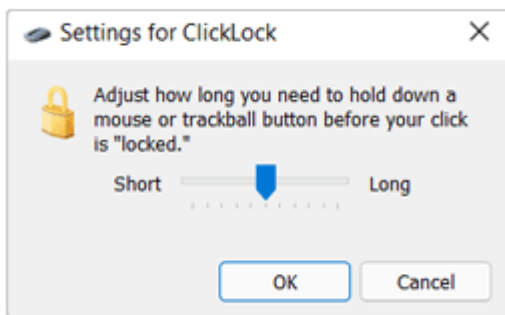 Settings for ClickLock
Adjust how long you need to hold down a
mouse or trackball button before your click
is "locked."
Short Long
OK Cancel